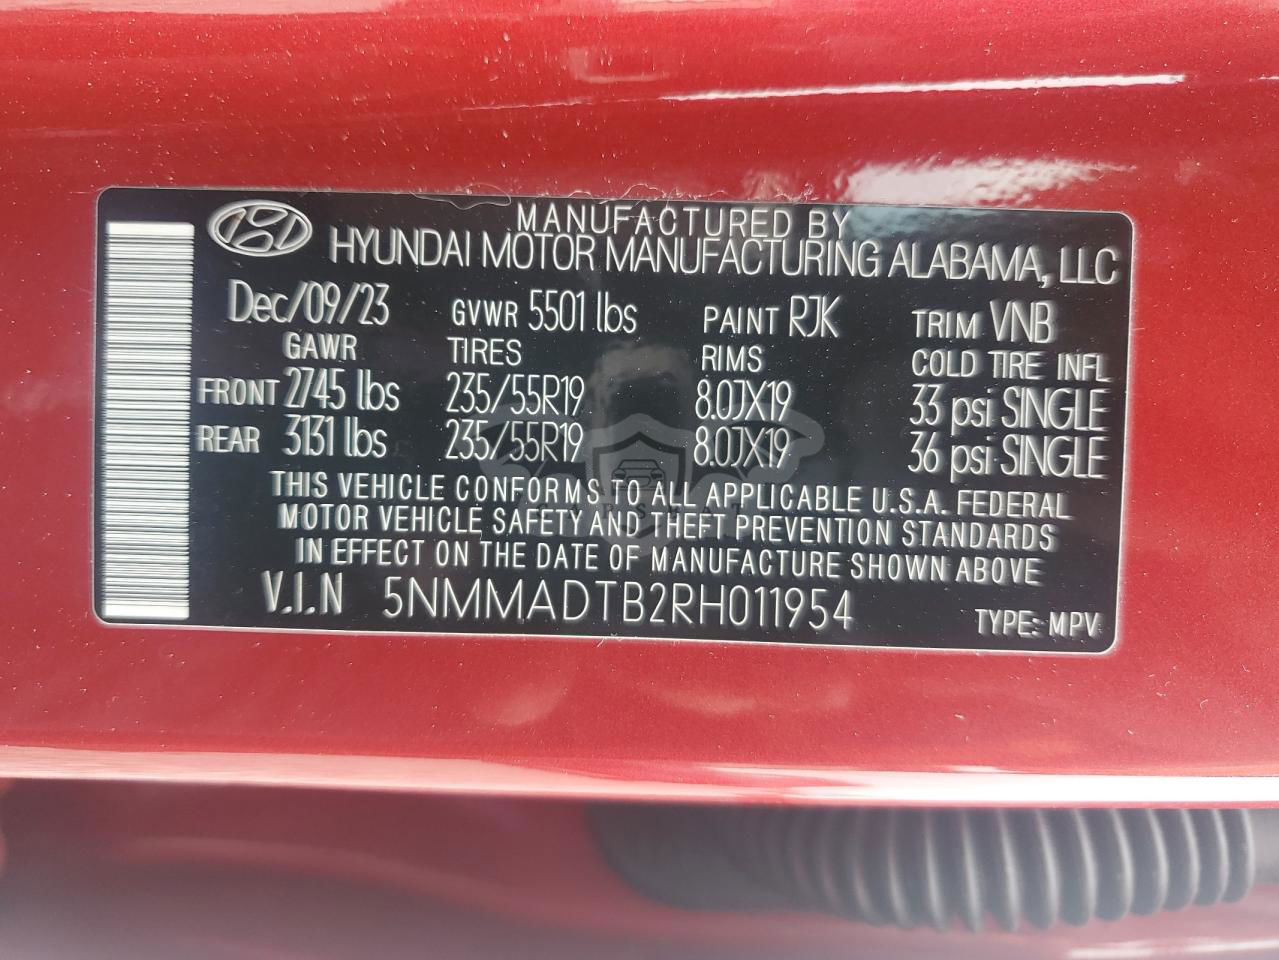 MANUFACTURED BY
HYUNDAI MOTOR MANUFACTURING ALABAMA, LLC
Dec/09/23 GVWR 5501 lbs PAINT RJK TRIM VNB
GAWR TIRES RIMS COLD TIRE INFL
FRONT 2745 lbs 235/55R19 8.0JX19 33 psi SINGLE
REAR 3131 lbs 235/55R19 8.0JX19 36 psi SINGLE
THIS VEHICLE CONFORMS TO ALL APPLICABLE U.S.A. FEDERAL
MOTOR VEHICLE SAFETY AND THEFT PREVENTION STANDARDS
IN EFFECT ON THE DATE OF MANUFACTURE SHOWN ABOVE
V.I.N 5NMMADTB2RH011954 TYPE: MPV